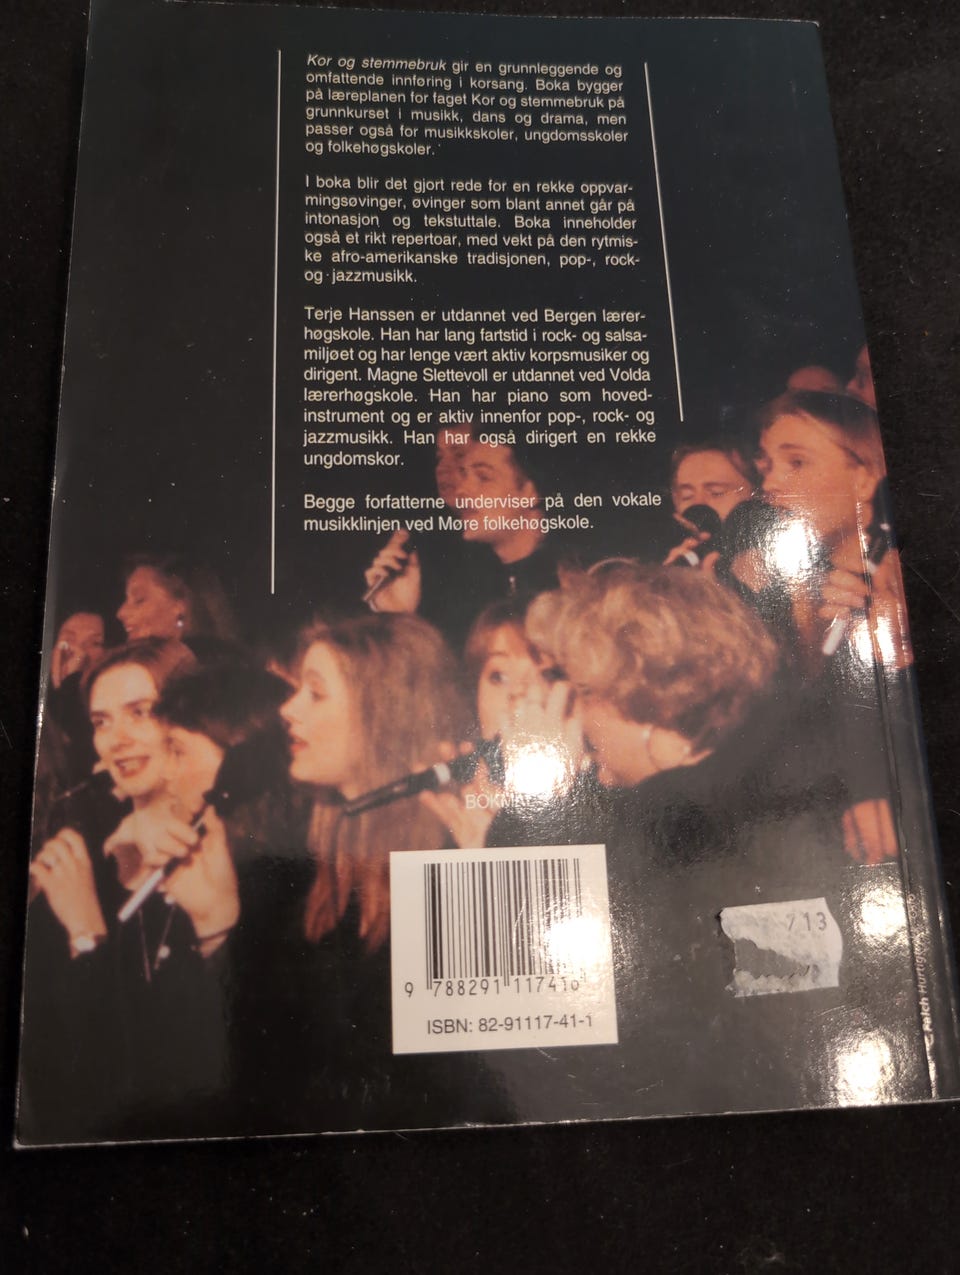 Kor og stemmebruk gir en grunnleggende og
omfattende innføring i korsang. Boka bygger
på læreplanen for faget Kor og stemmebruk på
grunnkurset i musikk, dans og drama, men
passer også for musikkskoler, ungdomsskoler
og folkehøgskoler.
I boka blir det gjort rede for en rekke oppvar-
mingsøvinger, øvinger som blant annet går på
intonasjon og tekstuttale. Boka inneholder
også et rikt repertoar, med vekt på den rytmis-
ke afro-amerikanske tradisjonen, pop-, rock-
og jazzmusikk.
Terje Hanssen er utdannet ved Bergen lærer-
høgskole. Han har lang fartstid i rock- og salsa-
miljøet og har lenge vært aktiv korpsmusiker og
dirigent. Magne Slettevoll er utdannet ved Volda
lærerhøgskole. Han har piano som hoved-
instrument og er aktiv innenfor pop-, rock- og
jazzmusikk. Han har også dirigert en rekke
ungdomskor.
Begge forfatterne underviser på den vokale
musikklinjen ved Møre folkehøgskole.
9 788291 117416
ISBN: 82-91117-41-1
713